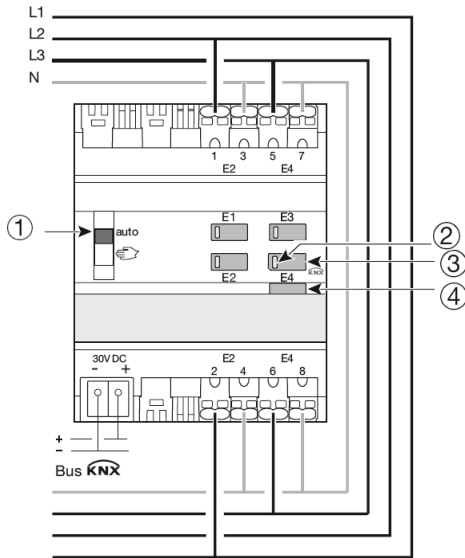 L1
L2
L3
N
1 3 5 7
E2 E4
① auto
E1 E3
②
③
E2 E4 KNX
④
30V DC
- +
E2 E4
2 4 6 8
+
-
Bus KNX